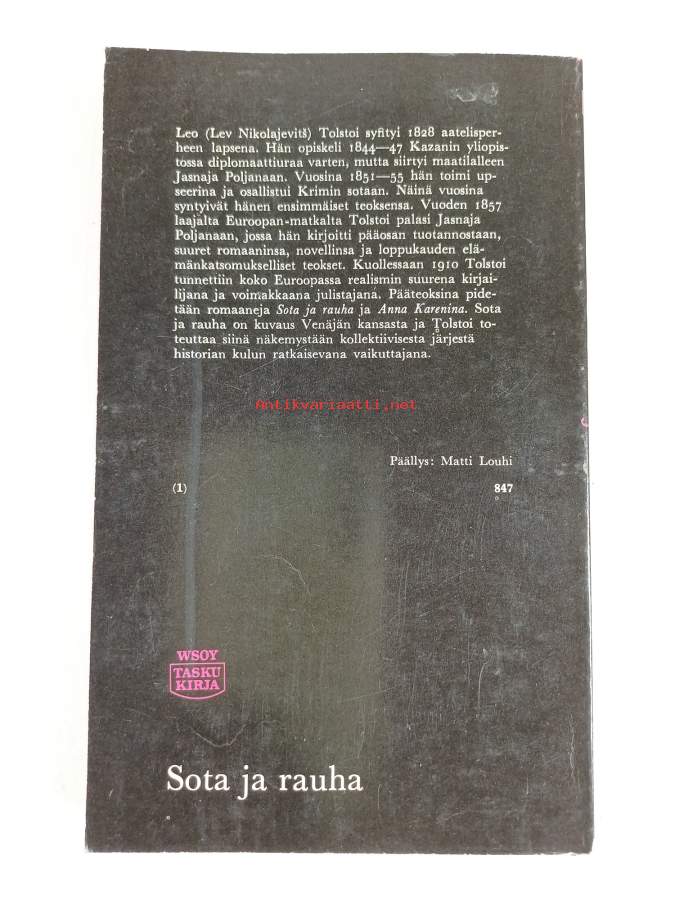 Leo (Lev Nikolajevitš) Tolstoi syfityi 1828 aatelisper-
heen lapsena. Hän opiskeli 1844—47 Kazanin yliopis-
tossa diplomaattiuraa varten, mutta siirtyi maatilalleen
Jasnaja Poljanaan. Vuosina 1851—55 hän toimi up-
seerina ja osallistui Krimin sotaan. Näinä vuosina
syntyivät hänen ensimmäiset teoksensa. Vuoden 1857
laajalta Euroopan-matkalta Tolstoi palasi Jasnaja
Poljanaan, jossa hän kirjoitti pääosan tuotannostaan,
suuret romaaninsa, novellinsa ja loppukauden elä-
mänkatsomukselliset teokset. Kuollessaan 1910 Tolstoi
tunnettiin koko Euroopassa realismin suurena kirjai-
lijana ja voimakkaana julistajana. Pääteoksina pide-
tään romaaneja Sota ja rauha ja Anna Karenina. Sota
ja rauha on kuvaus Venäjän kansasta ja Tolstoi to-
teuttaa siinä näkemystään kollektiivisesta järjestä
historian kulun ratkaisevana vaikuttajana.
Antikvariaatti.net
Päällys: Matti Louhi
(1) 847
WSOY
TASKU
KIRJA
Sota ja rauha